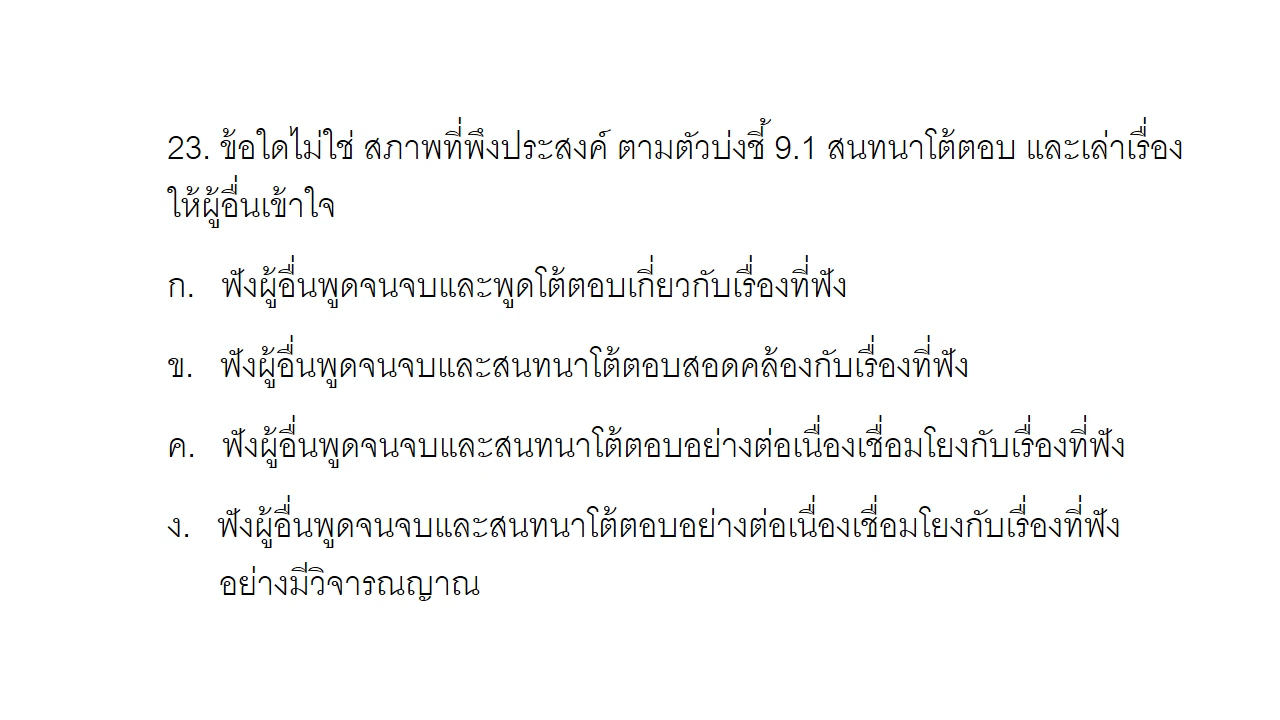 23. ข้อใดไม่ใช่ สภาพที่พึงประสงค์ ตามตัวบ่งชี้ 9.1 สนทนาโต้ตอบ และเล่าเรื่อง
ให้ผู้อื่นเข้าใจ
ก. ฟังผู้อื่นพูดจนจบและพูดโต้ตอบเกี่ยวกับเรื่องที่ฟัง
ข. ฟังผู้อื่นพูดจนจบและสนทนาโต้ตอบสอดคล้องกับเรื่องที่ฟัง
ค. ฟังผู้อื่นพูดจนจบและสนทนาโต้ตอบอย่างต่อเนื่องเชื่อมโยงกับเรื่องที่ฟัง
ง. ฟังผู้อื่นพูดจนจบและสนทนาโต้ตอบอย่างต่อเนื่องเชื่อมโยงกับเรื่องที่ฟัง
อย่างมีวิจารณญาณ